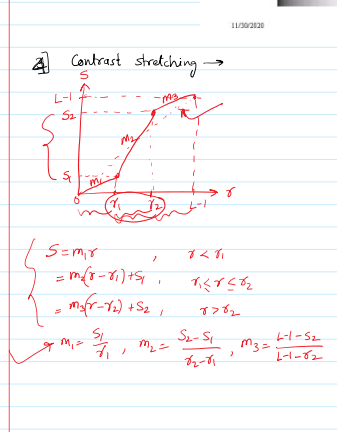 11/30/2020
2] Contrast stretching →
S
L-1
m3
S2
m2
S1
m1
0 r1 r2 L-1 r
S = m1r , r < r1
= m2(r - r1) + S1 , r1 ≤ r ≤ r2
= m3(r - r2) + S2 , r > r2
m1 = S1/r1 , m2 = S2 - S1/r2 - r1 , m3 = L-1-S2/L-1-r2